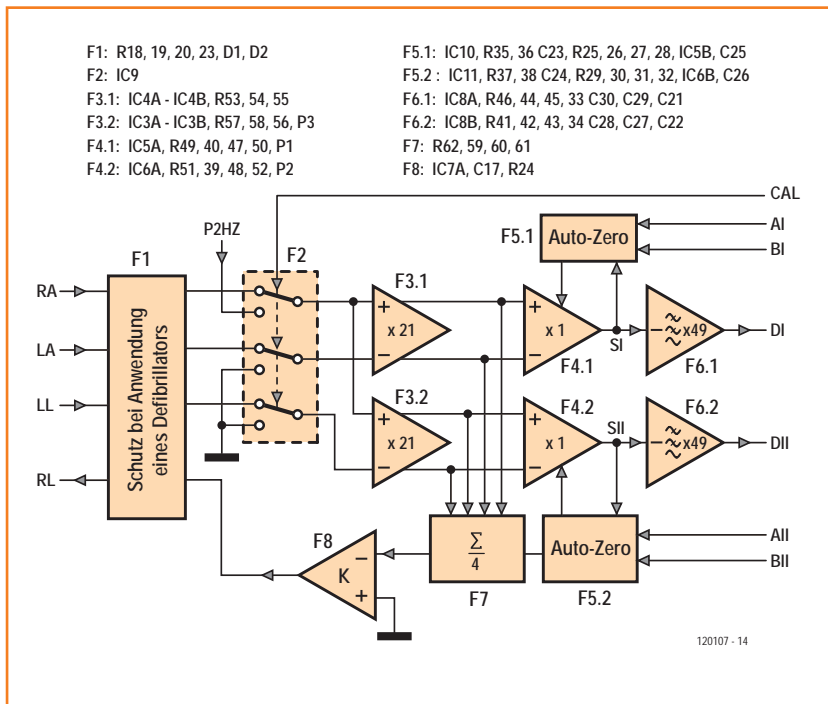 F1: R18, 19, 20, 23, D1, D2
F2: IC9
F3.1: IC4A - IC4B, R53, 54, 55
F3.2: IC3A - IC3B, R57, 58, 56, P3
F4.1: IC5A, R49, 40, 47, 50, P1
F4.2: IC6A, R51, 39, 48, 52, P2
F5.1: IC10, R35, 36 C23, R25, 26, 27, 28, IC5B, C25
F5.2 : IC11, R37, 38 C24, R29, 30, 31, 32, IC6B, C26
F6.1: IC8A, R46, 44, 45, 33 C30, C29, C21
F6.2: IC8B, R41, 42, 43, 34 C28, C27, C22
F7: R62, 59, 60, 61
F8: IC7A, C17, R24
CAL
P2HZ
F5.1
Auto-Zero
AI
BI
F1
F2
RA
LA
LL
RL
Schutz bei Anwendung
eines Defibrillators
F3.1
+
x 21
−
+
x 1
−
F4.1
SI
−
x49
F6.1
DI
F3.2
+
x 21
−
F4.2
+
x 1
−
SII
−
x49
F6.2
DII
F8
−
K
+
Σ
4
F7
Auto-Zero
F5.2
AII
BII
120107 - 14